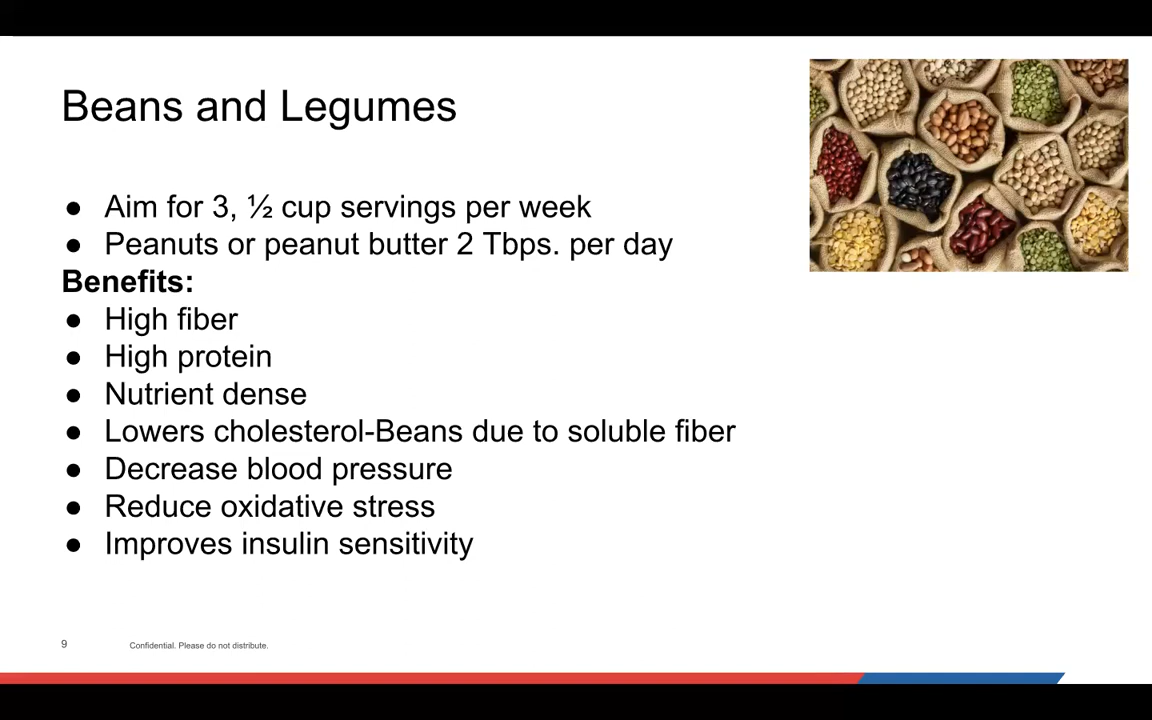 Beans and Legumes
● Aim for 3, ½ cup servings per week
● Peanuts or peanut butter 2 Tbps. per day
Benefits:
● High fiber
● High protein
● Nutrient dense
● Lowers cholesterol-Beans due to soluble fiber
● Decrease blood pressure
● Reduce oxidative stress
● Improves insulin sensitivity
9 Confidential. Please do not distribute.